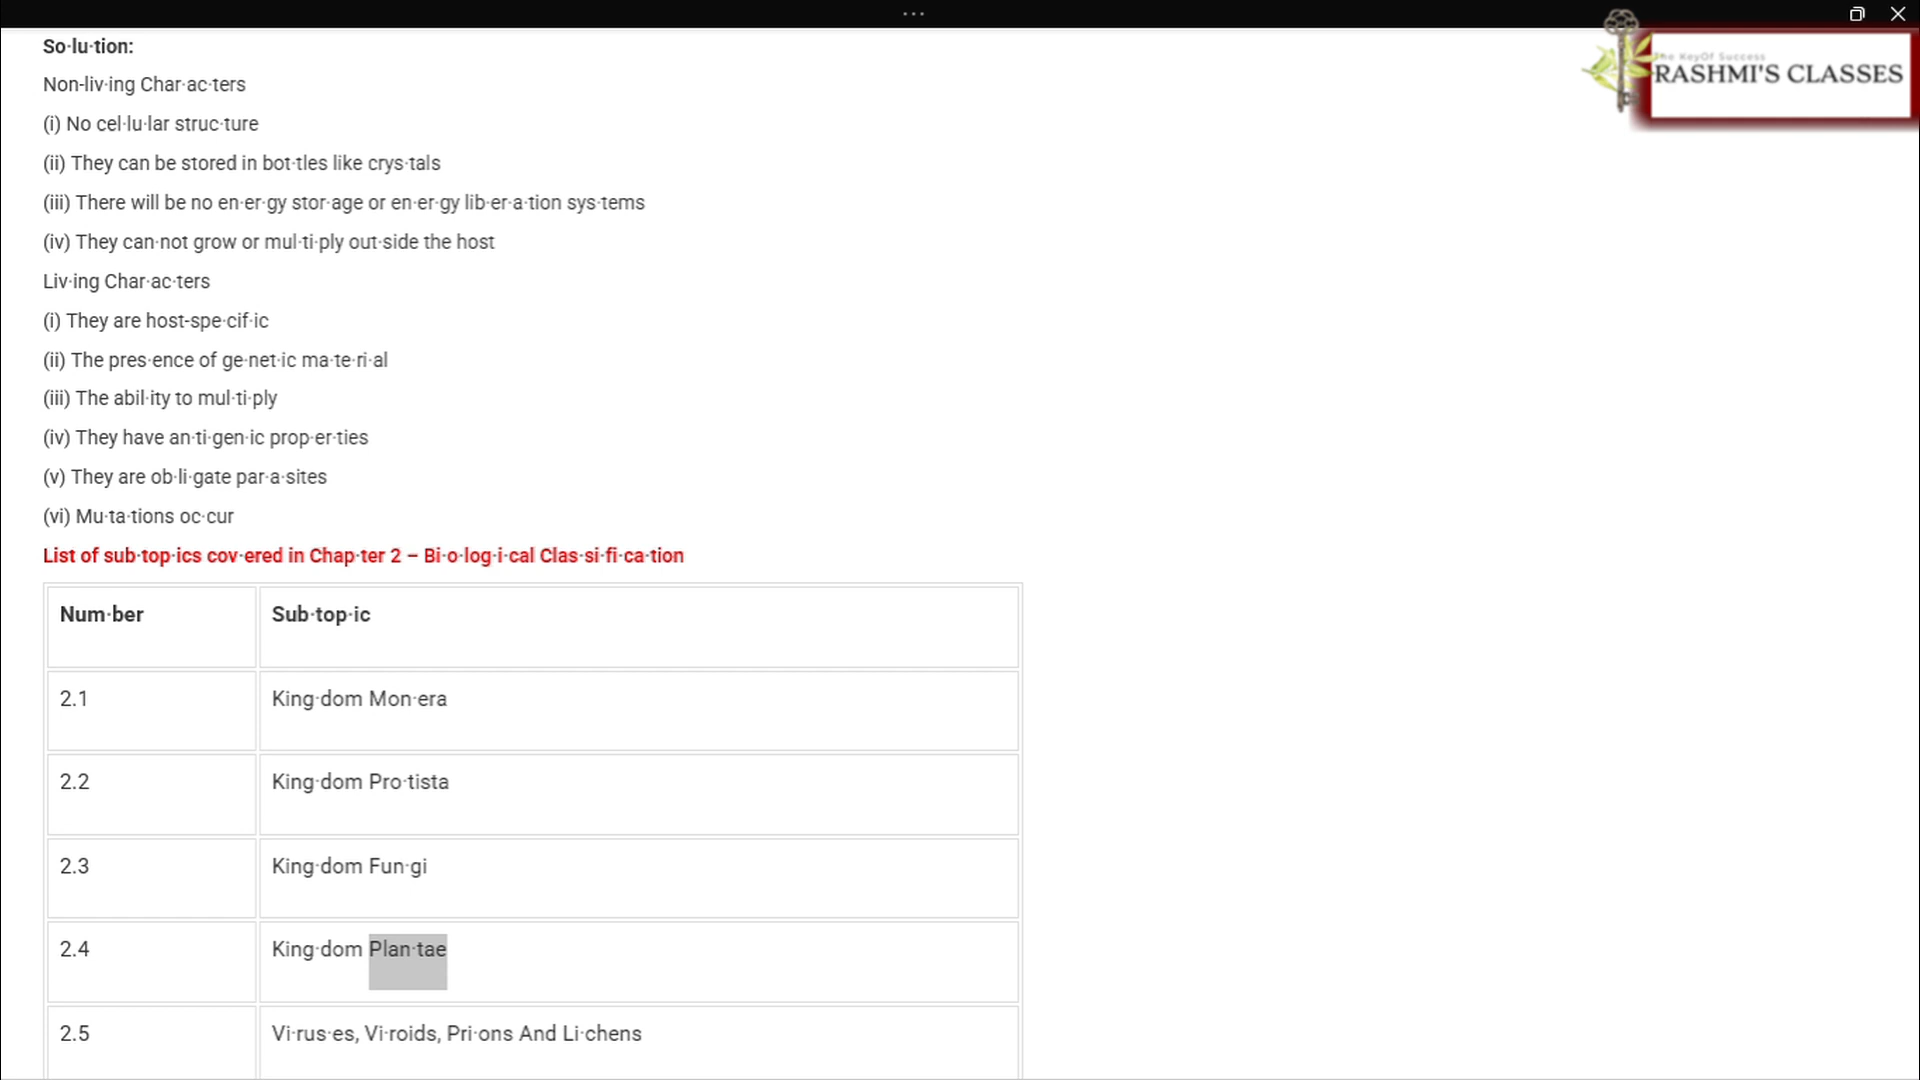 So·lu·tion:
The KeyOf Success
RASHMI'S CLASSES
Non-liv·ing Char·ac·ters
(i) No cel·lu·lar struc·ture
(ii) They can be stored in bot·tles like crys·tals
(iii) There will be no en·er·gy stor·age or en·er·gy lib·er·a·tion sys·tems
(iv) They can·not grow or mul·ti·ply out·side the host
Liv·ing Char·ac·ters
(i) They are host-spe·cif·ic
(ii) The pres·ence of ge·net·ic ma·te·ri·al
(iii) The abil·ity to mul·ti·ply
(iv) They have an·ti·gen·ic prop·er·ties
(v) They are ob·li·gate par·a·sites
(vi) Mu·ta·tions oc·cur
List of sub·top·ics cov·ered in Chap·ter 2 – Bi·o·log·i·cal Clas·si·fi·ca·tion
Num·ber Sub·top·ic
2.1 King·dom Mon·era
2.2 King·dom Pro·tista
2.3 King·dom Fun·gi
2.4 King·dom Plan·tae
2.5 Vi·rus·es, Vi·roids, Pri·ons And Li·chens